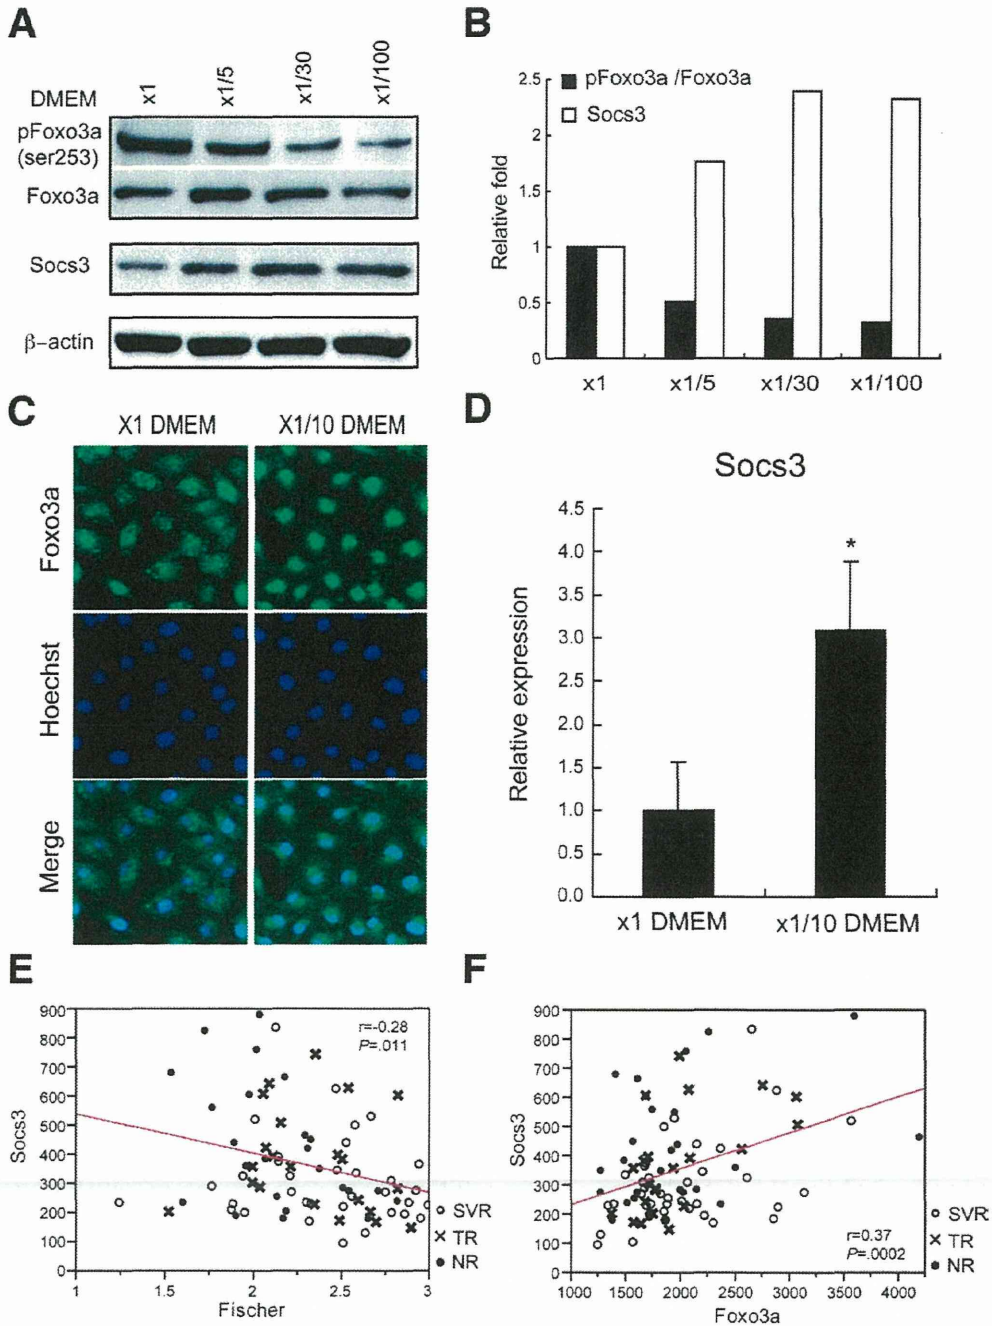 A
DMEM x1 x1/5 x1/30 x1/100
pFoxo3a
(ser253)
Foxo3a
Socs3
β-actin
B
pFoxo3a /Foxo3a
Socs3
Relative fold
2.5
2
1.5
1
0.5
0
x1 x1/5 x1/30 x1/100
C
X1 DMEM X1/10 DMEM
Foxo3a
Hoechst
Merge
D
Socs3
Relative expression
4.5
4.0
3.5
3.0
2.5
2.0
1.5
1.0
0.5
0.0
*
x1 DMEM x1/10 DMEM
E
r=-0.28
P=.011
Socs3
900
800
700
600
500
400
300
200
100
0
1 1.5 2 2.5 3
Fischer
SVR
TR
NR
F
Socs3
900
800
700
600
500
400
300
200
100
0
r=0.37
P=.0002
1000 1500 2000 2500 3000 3500 4000
Foxo3a
SVR
TR
NR